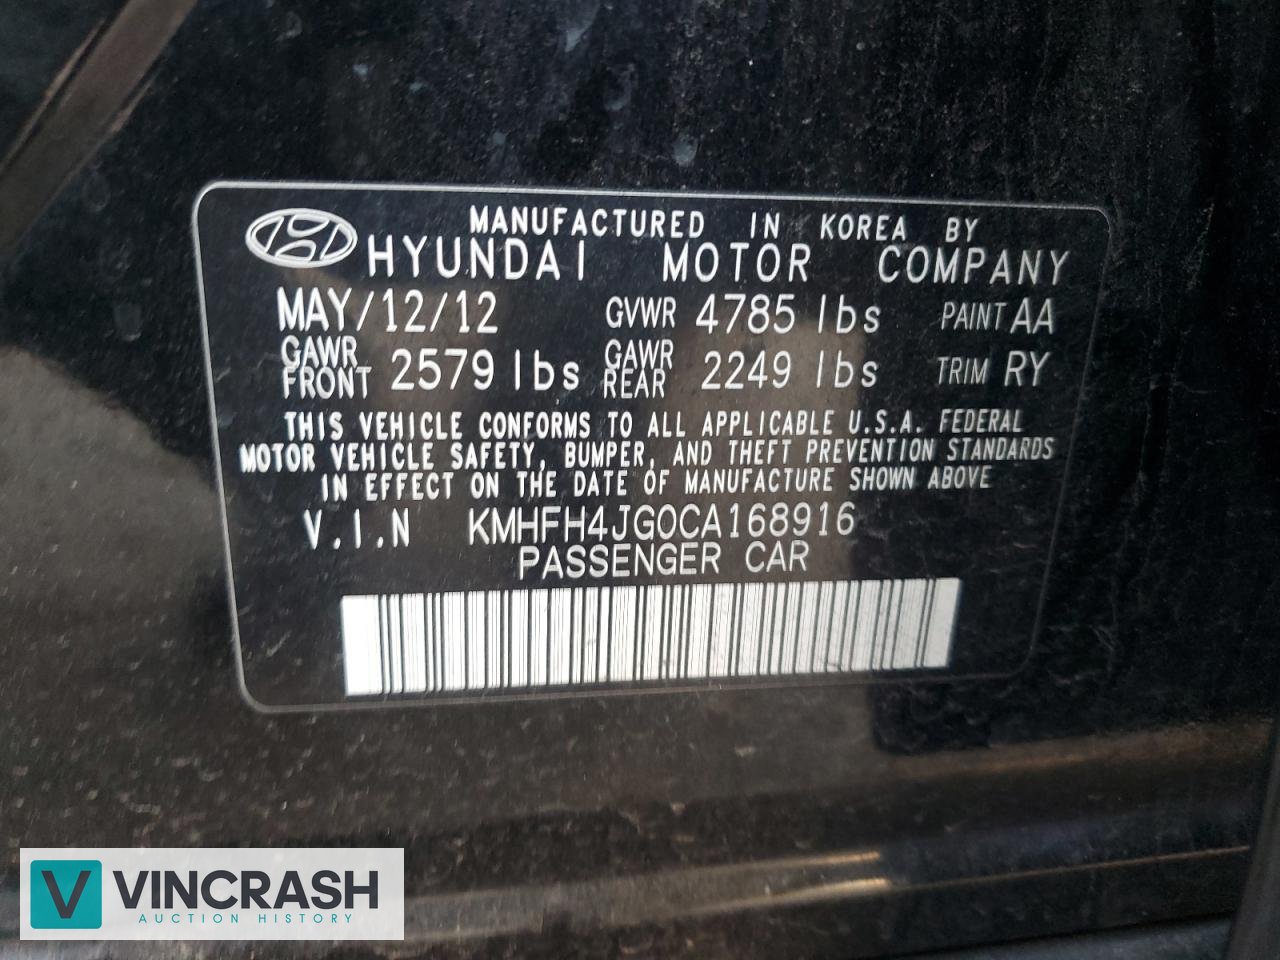 MANUFACTURED IN KOREA BY
HYUNDAI MOTOR COMPANY
MAY/12/12 GVWR 4785 lbs PAINT AA
GAWR FRONT 2579 lbs GAWR REAR 2249 lbs TRIM RY
THIS VEHICLE CONFORMS TO ALL APPLICABLE U.S.A. FEDERAL
MOTOR VEHICLE SAFETY, BUMPER, AND THEFT PREVENTION STANDARDS
IN EFFECT ON THE DATE OF MANUFACTURE SHOWN ABOVE
V.I.N KMHFH4JG0CA168916
PASSENGER CAR
V VINCRASH
AUCTION HISTORY